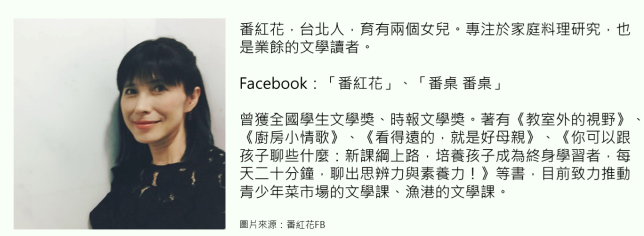 番紅花，台北人，育有兩個女兒。專注於家庭料理研究，也
是業餘的文學讀者。
Facebook：「番紅花」、「番桌 番桌」
曾獲全國學生文學獎、時報文學獎。著有《教室外的視野》、
《廚房小情歌》、《看得遠的，就是好母親》、《你可以跟
孩子聊些什麼：新課綱上路，培養孩子成為終身學習者，每
天二十分鐘，聊出思辨力與素養力！》等書，目前致力推動
青少年菜市場的文學課、漁港的文學課。
圖片來源：番紅花FB